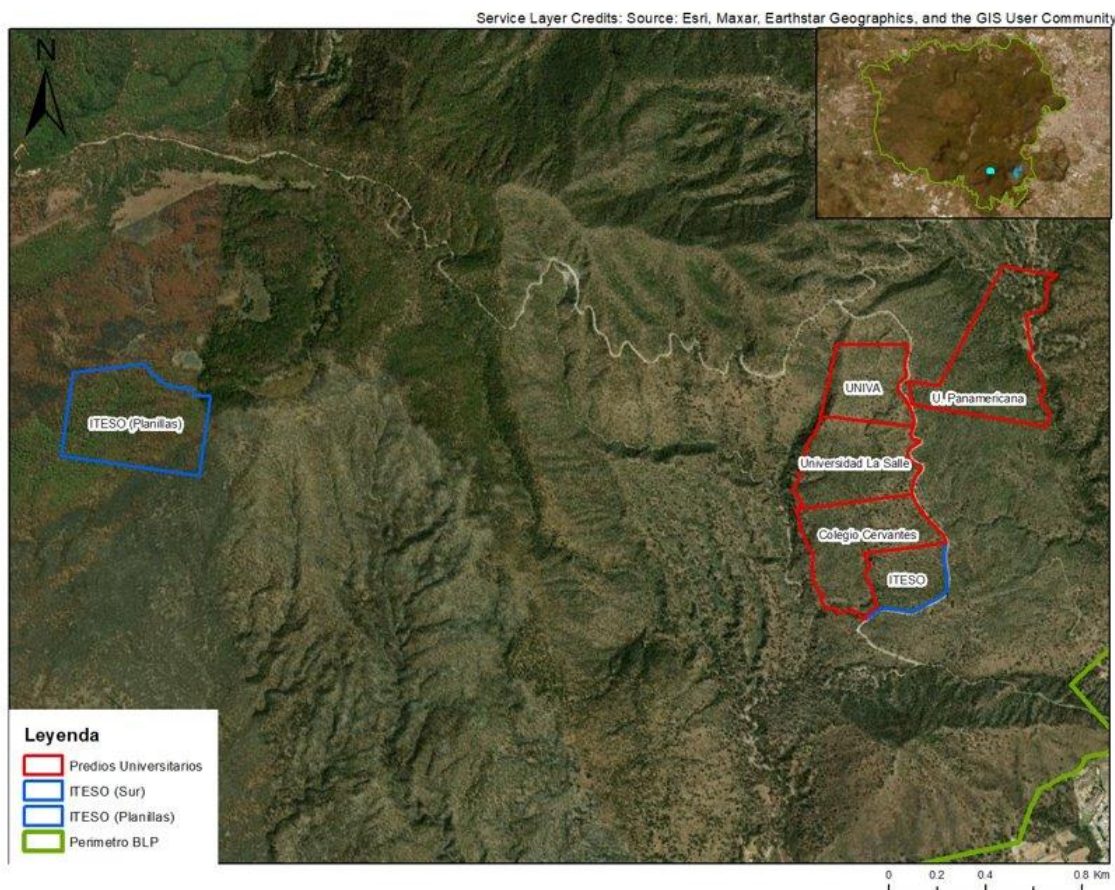 Service Layer Credits: Source: Esri, Maxar, Earthstar Geographics, and the GIS User Community
N
UNIVA
U. Panamericana
ITESO (Planillas)
Universidad La Salle
Colegio Cervantes
ITESO
Leyenda
Predios Universitarios
ITESO (Sur)
ITESO (Planillas)
Perimetro BLP
0 0.2 0.4 0.8 Km